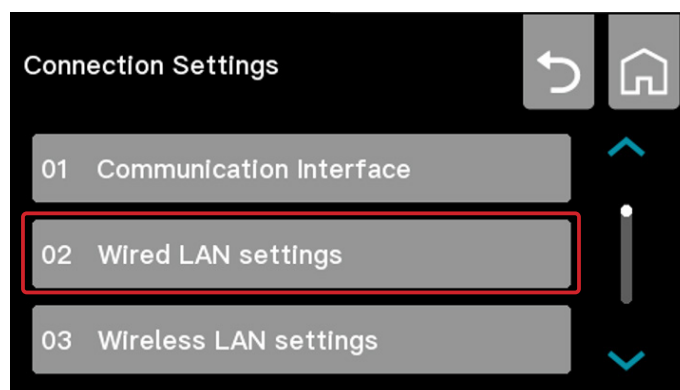 Connection Settings
01 Communication Interface
02 Wired LAN settings
03 Wireless LAN settings